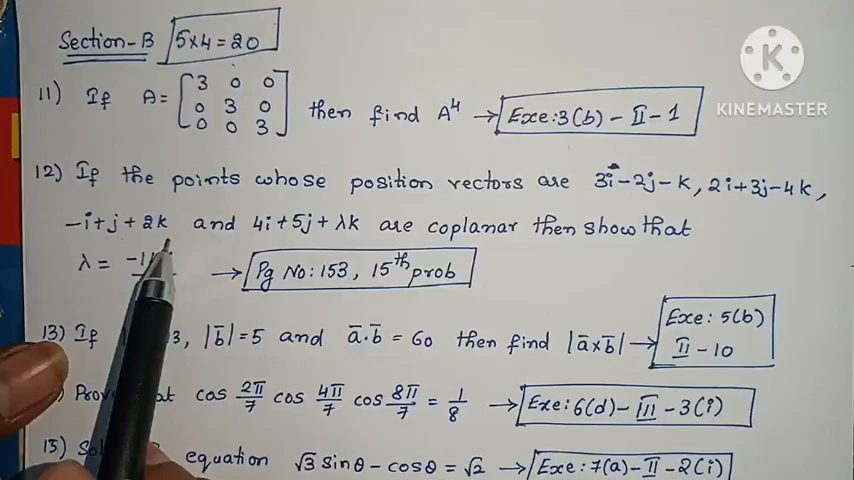 Section-B 5x4=20
11) If A = [3 0 0
0 3 0
0 0 3] then find A⁴ → Exe: 3(b) - II - 1
K
KINEMASTER
12) If the points whose position vectors are 3i-2j-k, 2i+3j-4k,
-i+j+2k and 4i+5j+λk are coplanar then show that
λ = → Pg No: 153, 15th prob
13) If 3, |b̄|=5 and ā.b̄ = 60 then find |āxb̄| → Exe: 5(b)
II - 10
cos 2π/7 cos 4π/7 cos 8π/7 = 1/8 → Exe: 6(d) - III - 3(i)
15) equation √3 sinθ - cosθ = √2 → Exe: 7(a) - II - 2(i)